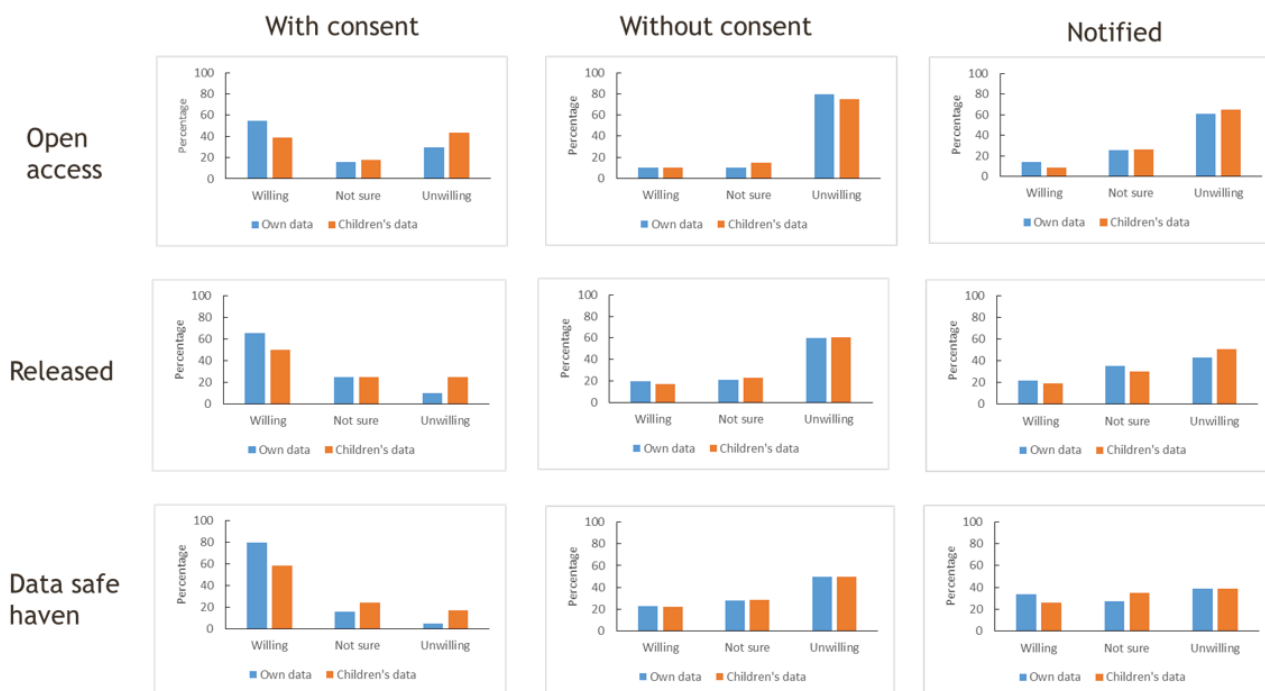 With consent
Without consent
Notified
Open
access
Percentage
100
80
60
40
20
0
Willing
Not sure
Unwilling
Own data
Children's data
Percentage
100
80
60
40
20
0
Willing
Not sure
Unwilling
Own data
Children's data
Percentage
100
80
60
40
20
0
Willing
Not sure
Unwilling
Own data
Children's data
Released
Percentage
100
80
60
40
20
0
Willing
Not sure
Unwilling
Own data
Children's data
Percentage
100
80
60
40
20
0
Willing
Not sure
Unwilling
Own data
Children's data
Percentage
100
80
60
40
20
0
Willing
Not sure
Unwilling
Own data
Children's data
Data safe
haven
Percentage
100
80
60
40
20
0
Willing
Not sure
Unwilling
Own data
Children's data
Percentage
100
80
60
40
20
0
Willing
Not sure
Unwilling
Own data
Children's data
Percentage
100
80
60
40
20
0
Willing
Not sure
Unwilling
Own data
Children's data